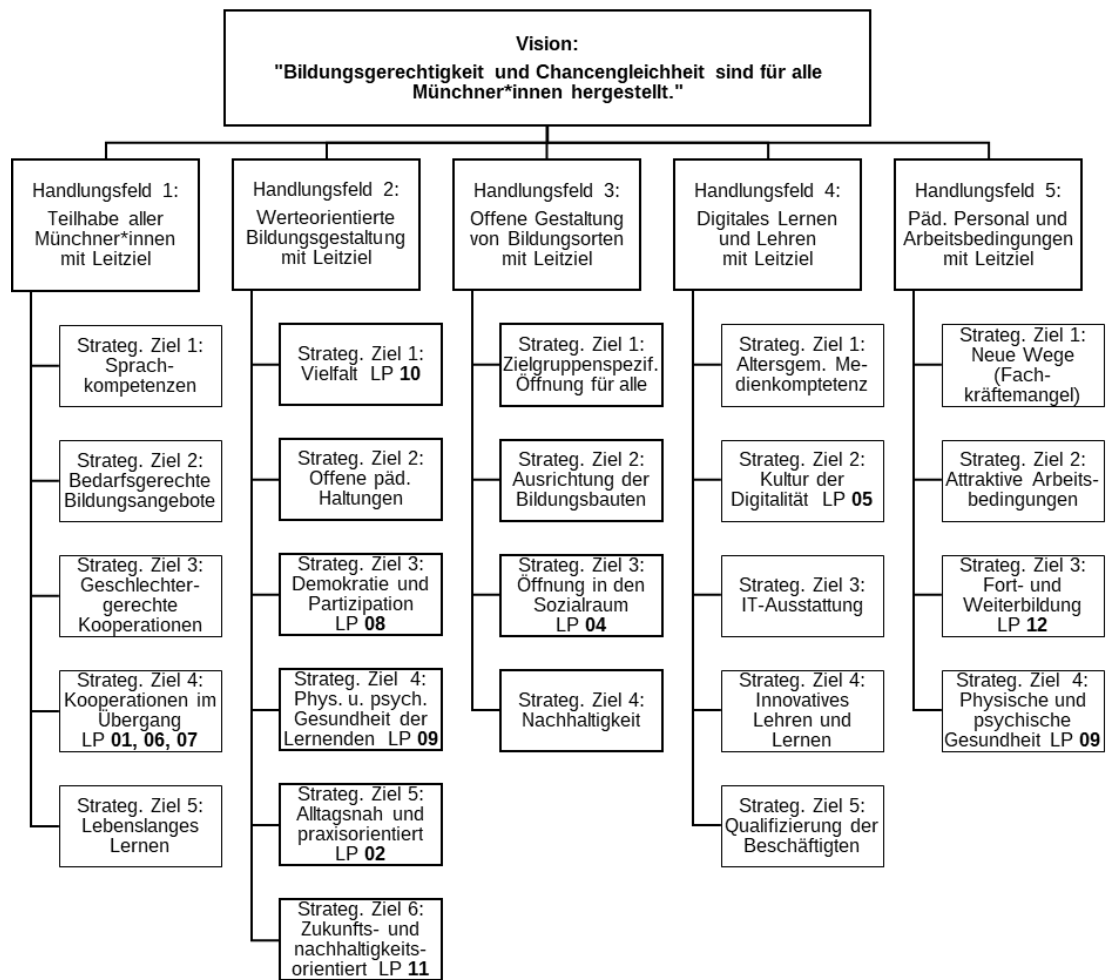 Vision:
"Bildungsgerechtigkeit und Chancengleichheit sind für alle
Münchner*innen hergestellt."
Handlungsfeld 1:
Teilhabe aller
Münchner*innen
mit Leitziel
Strateg. Ziel 1:
Sprach-
kompetenzen
Strateg. Ziel 2:
Bedarfsgerechte
Bildungsangebote
Strateg. Ziel 3:
Geschlechter-
gerechte
Kooperationen
Strateg. Ziel 4:
Kooperationen im
Übergang
LP 01, 06, 07
Strateg. Ziel 5:
Lebenslanges
Lernen
Handlungsfeld 2:
Werteorientierte
Bildungsgestaltung
mit Leitziel
Strateg. Ziel 1:
Vielfalt LP 10
Strateg. Ziel 2:
Offene päd.
Haltungen
Strateg. Ziel 3:
Demokratie und
Partizipation
LP 08
Strateg. Ziel 4:
Phys. u. psych.
Gesundheit der
Lernenden LP 09
Strateg. Ziel 5:
Alltagsnah und
praxisorientiert
LP 02
Strateg. Ziel 6:
Zukunfts- und
nachhaltigkeits-
orientiert LP 11
Handlungsfeld 3:
Offene Gestaltung
von Bildungsorten
mit Leitziel
Strateg. Ziel 1:
Zielgruppenspezif.
Öffnung für alle
Strateg. Ziel 2:
Ausrichtung der
Bildungsbauten
Strateg. Ziel 3:
Öffnung in den
Sozialraum
LP 04
Strateg. Ziel 4:
Nachhaltigkeit
Handlungsfeld 4:
Digitales Lernen
und Lehren
mit Leitziel
Strateg. Ziel 1:
Altersgem. Me-
dienkomptetenz
Strateg. Ziel 2:
Kultur der
Digitalität LP 05
Strateg. Ziel 3:
IT-Ausstattung
Strateg. Ziel 4:
Innovatives
Lehren und
Lernen
Strateg. Ziel 5:
Qualifizierung der
Beschäftigten
Handlungsfeld 5:
Päd. Personal und
Arbeitsbedingungen
mit Leitziel
Strateg. Ziel 1:
Neue Wege
(Fach-
kräftemangel)
Strateg. Ziel 2:
Attraktive Arbeits-
bedingungen
Strateg. Ziel 3:
Fort- und
Weiterbildung
LP 12
Strateg. Ziel 4:
Physische und
psychische
Gesundheit LP 09